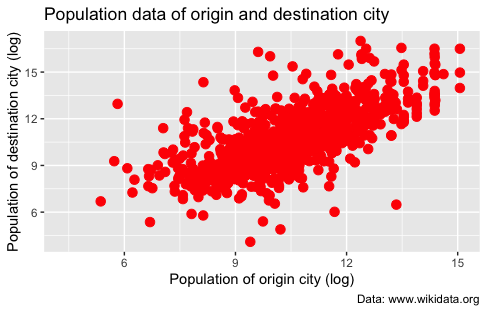 Population data of origin and destination city
Population of destination city (log)
15
12
9
6
6
9
12
15
Population of origin city (log)
Data: www.wikidata.org